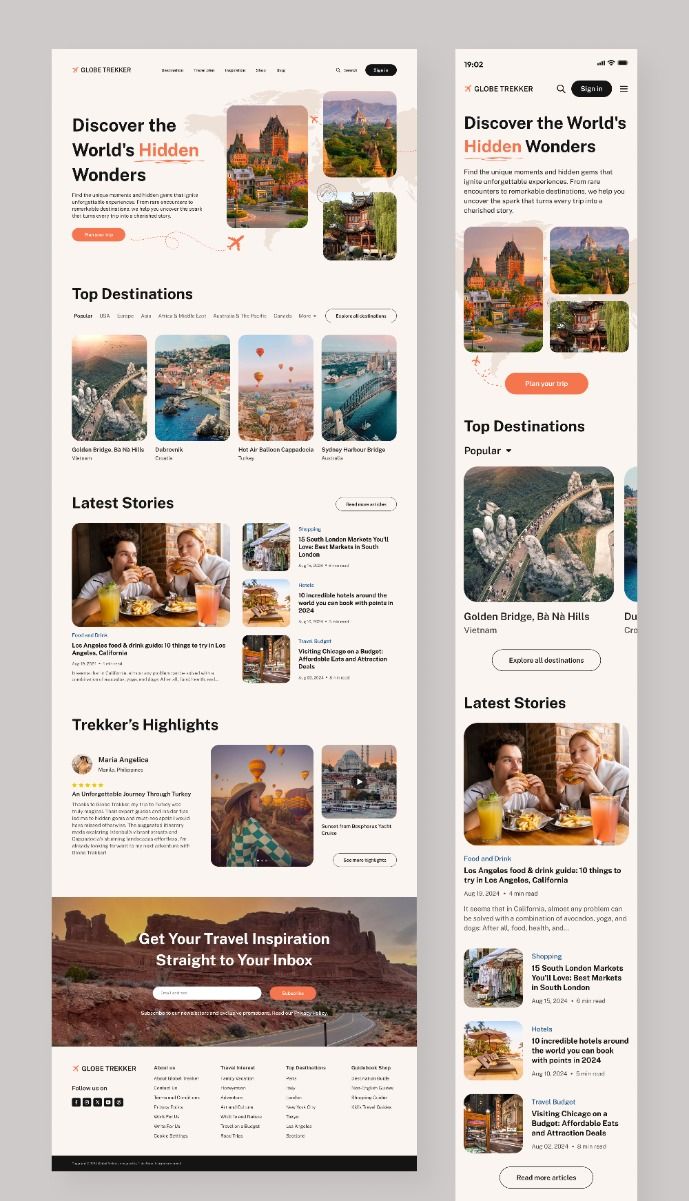 GLOBE TREKKER
Destination Travel plan Inspiration Shop
Search
Sign in
Discover the
World's Hidden
Wonders
Find the unique moments and hidden gems that ignite
unforgettable experiences. From rare encounters to
remarkable destinations, we help you uncover the spark
that turns every trip into a cherished story.
Plan your trip
Top Destinations
Popular USA Europe Asia Africa & Middle East Australia & The Pacific Canada More
Explore all destinations
Golden Bridge, Bà Nà Hills
Vietnam
Dubrovnik
Croatia
Hot Air Balloon Cappadocia
Turkey
Sydney Harbour Bridge
Australia
Latest Stories
Read more articles
Food and Drink
Los Angeles food & drink guide: 10 things to try in Los
Angeles, California
Aug 19, 2024 • 4 min read
It seems that in California, almost any problem can be solved with a
combination of avocados, yoga, and dogs. After all, food, health, and...
Shopping
15 South London Markets You'll
Love: Best Markets in South
London
Aug 15, 2024 • 6 min read
Hotels
10 incredible hotels around the
world you can book with points in
2024
Aug 10, 2024 • 5 min read
Travel Budget
Visiting Chicago on a Budget:
Affordable Eats and Attraction
Deals
Aug 02, 2024 • 8 min read
Trekker's Highlights
Maria Angelica
Manila, Philippines
An Unforgettable Journey Through Turkey
Thanks to Globe Trekker, my trip to Turkey was
truly magical. Their expert guides and insider tips
led me to hidden gems and must-see spots I would
have missed otherwise. The suggested itinerary
made exploring Istanbul's vibrant streets and
Cappadocia's stunning landscapes effortless. I'm
already looking forward to my next adventure with
Globe Trekker!
Sunset from Bosphorus Yacht
Cruise
See more highlights
Get Your Travel Inspiration
Straight to Your Inbox
Subscribe
Subscribe to our newsletters and exclusive promotions. Read our Privacy Policy.
GLOBE TREKKER
Follow us on
About us
About Globe Trekker
Contact us
Terms and Conditions
Privacy Policy
Work For Us
Write For Us
Cookie Settings
Travel Interest
Family Vacation
Honeymoon
Adventure
Art and Culture
Wildlife and Nature
Travel on a Budget
Road Trips
Top Destinations
Paris
Italy
London
New York City
Tokyo
Los Angeles
Scotland
Guidebook Shop
Destination Guide
Non-English Guides
Shopping Guide
Kids Travel Guides
19:02
GLOBE TREKKER
Sign in
Discover the World's
Hidden Wonders
Find the unique moments and hidden gems that
ignite unforgettable experiences. From rare
encounters to remarkable destinations, we help you
uncover the spark that turns every trip into a
cherished story.
Plan your trip
Top Destinations
Popular
Golden Bridge, Bà Nà Hills
Vietnam
Du
Cro
Explore all destinations
Latest Stories
Food and Drink
Los Angeles food & drink guide: 10 things to
try in Los Angeles, California
Aug 19, 2024 • 4 min read
It seems that in California, almost any problem can
be solved with a combination of avocados, yoga, and
dogs. After all, food, health, and...
Shopping
15 South London Markets
You'll Love: Best Markets
in South London
Aug 15, 2024 • 6 min read
Hotels
10 incredible hotels around
the world you can book
with points in 2024
Aug 10, 2024 • 5 min read
Travel Budget
Visiting Chicago on a
Budget: Affordable Eats
and Attraction Deals
Aug 02, 2024 • 8 min read
Read more articles